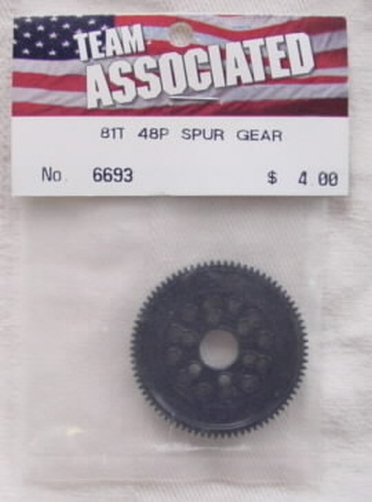 TEAM
ASSOCIATED
81T 48P SPUR GEAR
No. 6693 $ 4.00